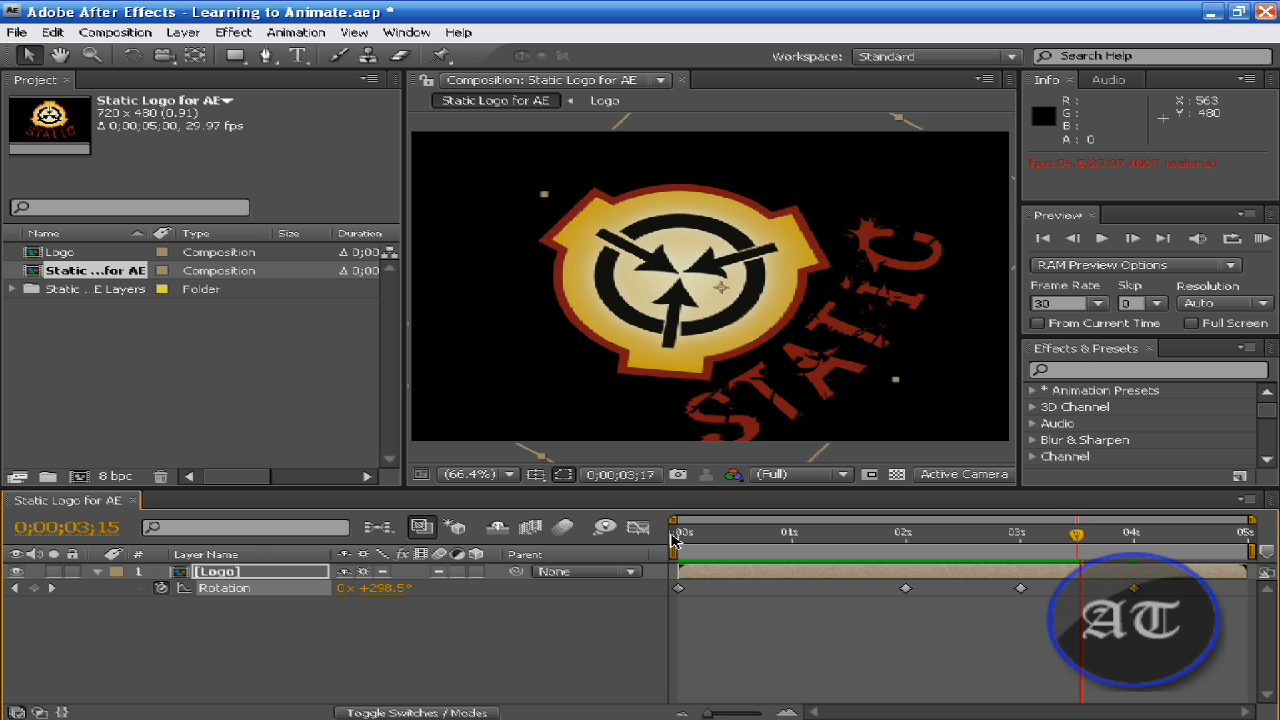 Adobe After Effects - Learning to Animate.aep *
File Edit Composition Layer Effect Animation View Window Help
Workspace: Standard Search Help
Project
Static Logo for AE
720 x 480 (0.91)
Δ 0;00;05;00, 29.97 fps
Name Type Size Duration
Logo Composition Δ 0;00
Static ...for AE Composition Δ 0;00
Static ...E Layers Folder
8 bpc
Composition: Static Logo for AE
Static Logo for AE Logo
STATIC
(66.4%) 0;00;03;17 (Full) Active Camera
Info Audio
R :
G :
B :
A : 0
X : 563
Y : 480
Preview
RAM Preview Options
Frame Rate Skip Resolution
30 0 Auto
From Current Time Full Screen
Effects & Presets
* Animation Presets
3D Channel
Audio
Blur & Sharpen
Channel
Static Logo for AE
0;00;03;15
:00s 01s 02s 03s 04s 05s
# Layer Name Parent
1 [Logo] None
Rotation 0x +298.5°
AT
Toggle Switches / Modes